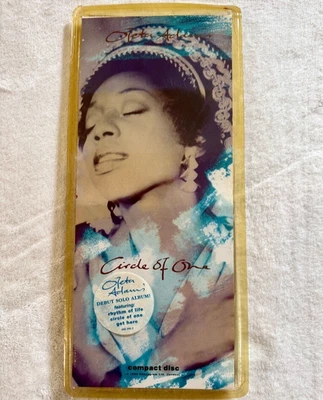 Oleta Ad
Circle of One
Oleta
Adams
DEBUT SOLO ALBUM!
featuring:
rhythm of life
circle of one
get here
compact disc